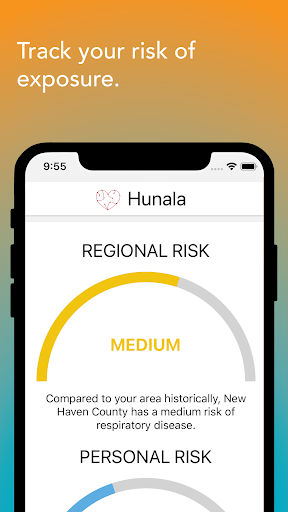 Track your risk of
exposure.
9:55
Hunala
REGIONAL RISK
MEDIUM
Compared to your area historically, New
Haven County has a medium risk of
respiratory disease.
PERSONAL RISK